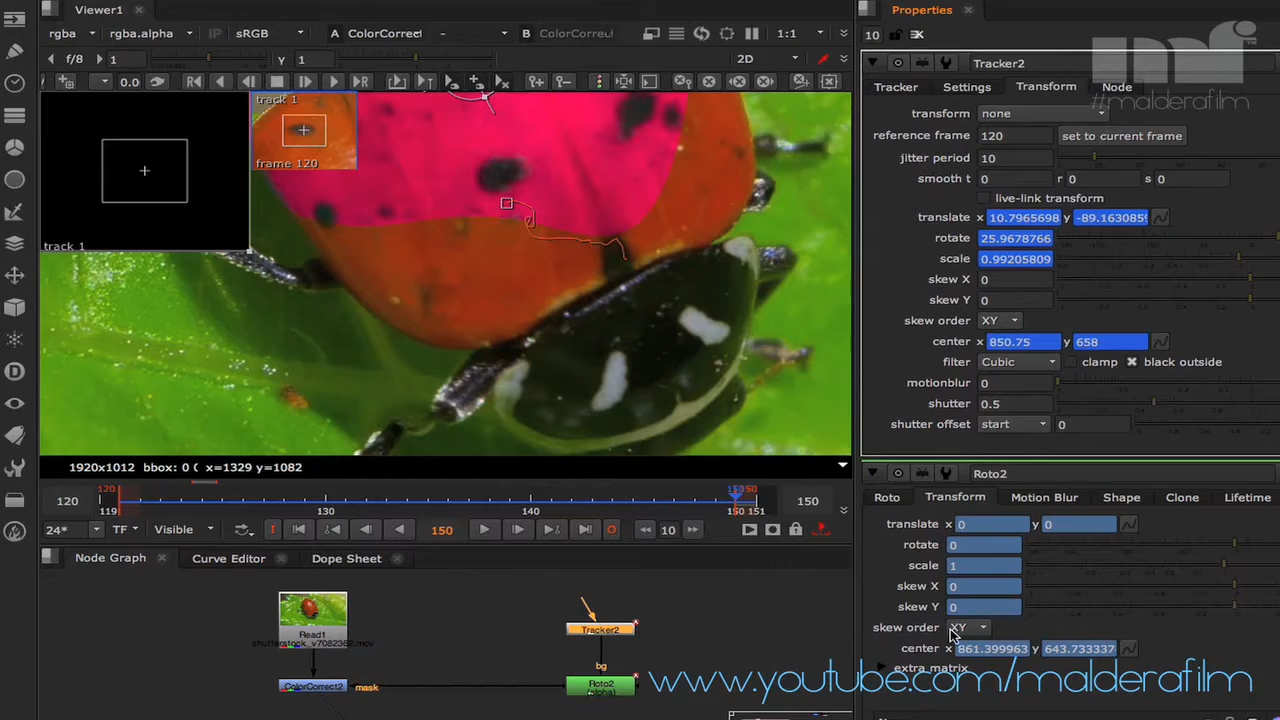 Viewer1
Properties
rgba rgba.alpha IP sRGB A ColorCorrect - B ColorCorrect 1:1
f/8 1 Y 1 2D
0.0
10
#malderafilm
track 1
frame 120
track 1
Tracker2
Tracker Settings Transform Node
transform none
reference frame 120 set to current frame
jitter period 10
smooth t 0 r 0 s 0
live-link transform
translate x 10.7965698 y -89.1630859
rotate 25.9678766
scale 0.99205809
skew X 0
skew Y 0
skew order XY
center x 850.75 y 658
filter Cubic clamp black outside
motionblur 0
shutter 0.5
shutter offset start 0
1920x1012 bbox: 0 ( x=1329 y=1082
120 120 119 130 140 150 151 150
24* TF Visible 150 10
Node Graph Curve Editor Dope Sheet
Read1
shutterstock_v7082362.mov
ColorCorrect2
mask
Tracker2
bg
Roto2
(alpha)
Roto2
Roto Transform Motion Blur Shape Clone Lifetime
translate x 0 y 0
rotate 0
scale 1
skew X 0
skew Y 0
skew order XY
center x 861.399963 y 643.733337
extra matrix
www.youtube.com/malderafilm